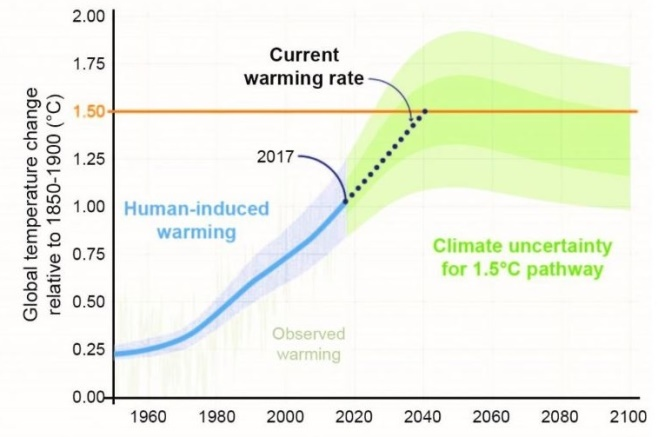 Global temperature change
relative to 1850-1900 (°C)
2.00
1.75
1.50
1.25
1.00
0.75
0.50
0.25
0.00
Current
warming rate
2017
Human-induced
warming
Climate uncertainty
for 1.5°C pathway
Observed
warming
1960 1980 2000 2020 2040 2060 2080 2100